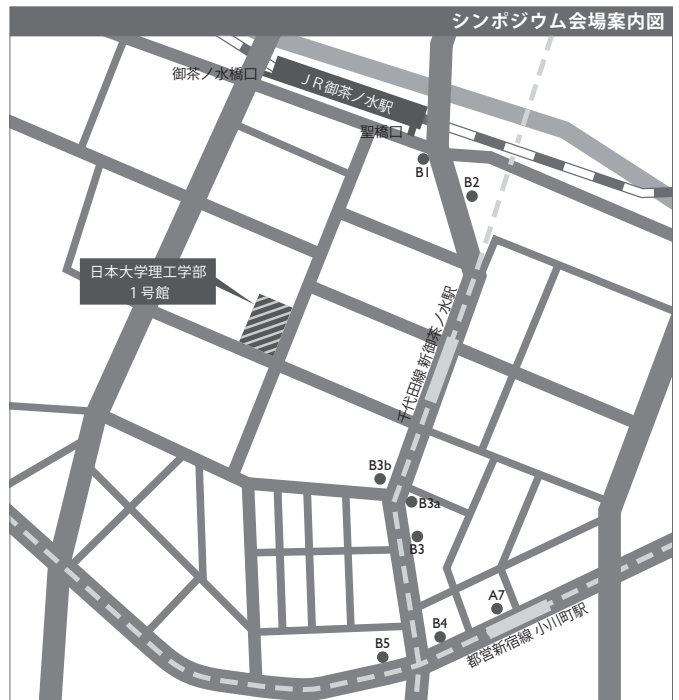 シンポジウム会場案内図
御茶ノ水橋口
JR御茶ノ水駅
聖橋口
B1
B2
日本大学理工学部
1号館
千代田線 新御茶ノ水駅
B3b
B3a
B3
A7
B4
B5
都営新宿線 小川町駅